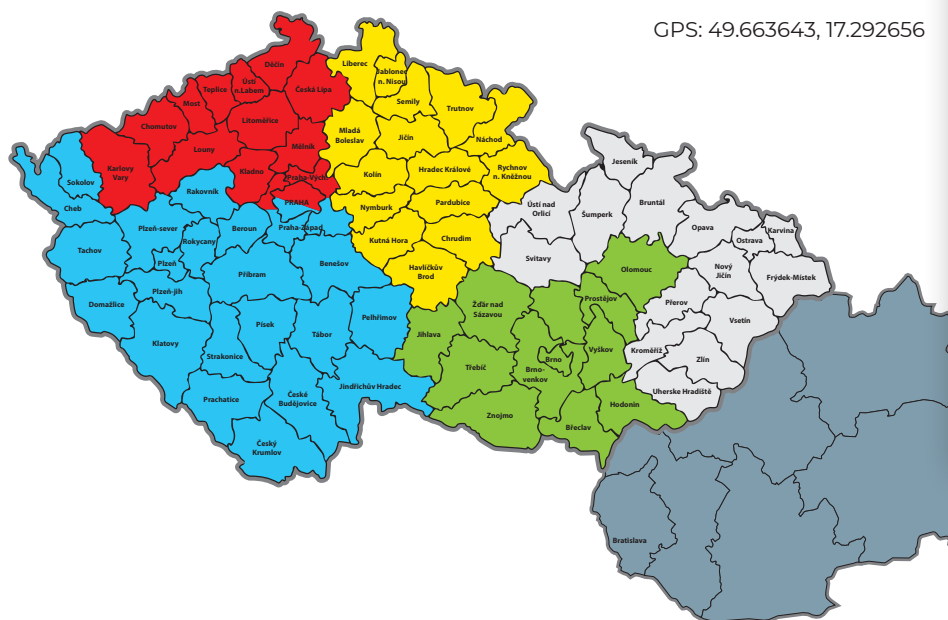 GPS: 49.663643, 17.292656
Děčín
Liberec
Jablonec
n. Nisou
Teplice
Ústí
n.Labem
Česká Lípa
Most
Semily
Trutnov
Chomutov
Litoměřice
Mladá
Boleslav
Jičín
Náchod
Louny
Mělník
Karlovy
Vary
Kladno
Praha-Vých.
Kolín
Hradec Králové
Rychnov
n. Kněžnou
Jeseník
Sokolov
Rakovník
PRAHA
Cheb
Nymburk
Pardubice
Ústí nad
Orlicí
Šumperk
Bruntál
Plzeň-sever
Rokycany
Beroun
Praha-Západ
Kutná Hora
Chrudim
Opava
Ostrava
Karvina
Tachov
Plzeň
Benešov
Havlíčkův
Brod
Svitavy
Olomouc
Nový
Jičín
Frýdek-Místek
Příbram
Plzeň-jih
Domažlice
Prostějov
Přerov
Žďár nad
Sázavou
Pelhřimov
Vsetín
Písek
Tábor
Jihlava
Klatovy
Strakonice
Vyškov
Kroměříž
Zlín
Třebíč
Brno
Brno-
venkov
Jindřichův Hradec
Uherske Hradiště
Prachatice
České
Budějovice
Hodonin
Znojmo
Břeclav
Český
Krumlov
Bratislava